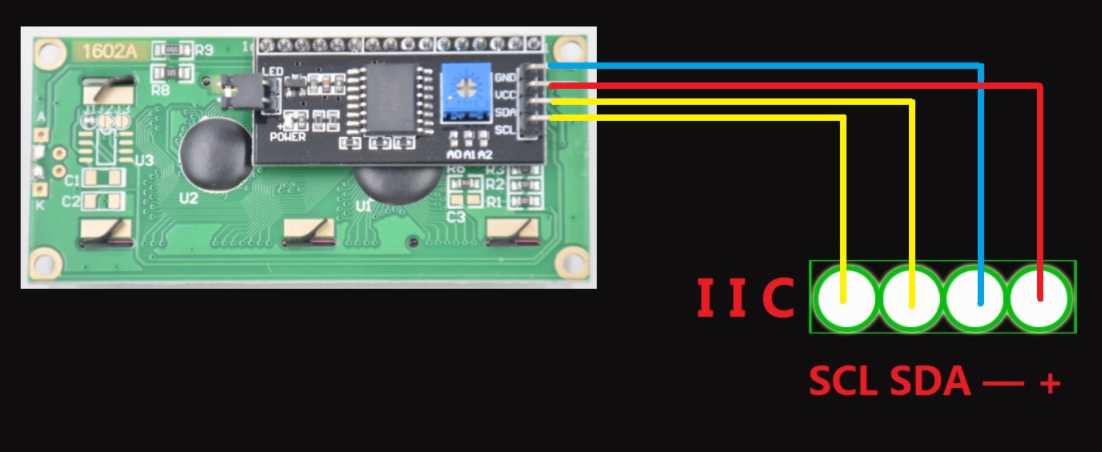 1602A
R9
R8
LED
GND
VCC
SDA
SCL
POWER
A0 A1 A2
A
K
U3
C1
C2
U2
U1
R6
C3
R3
R2
R1
I I C
SCL SDA — +